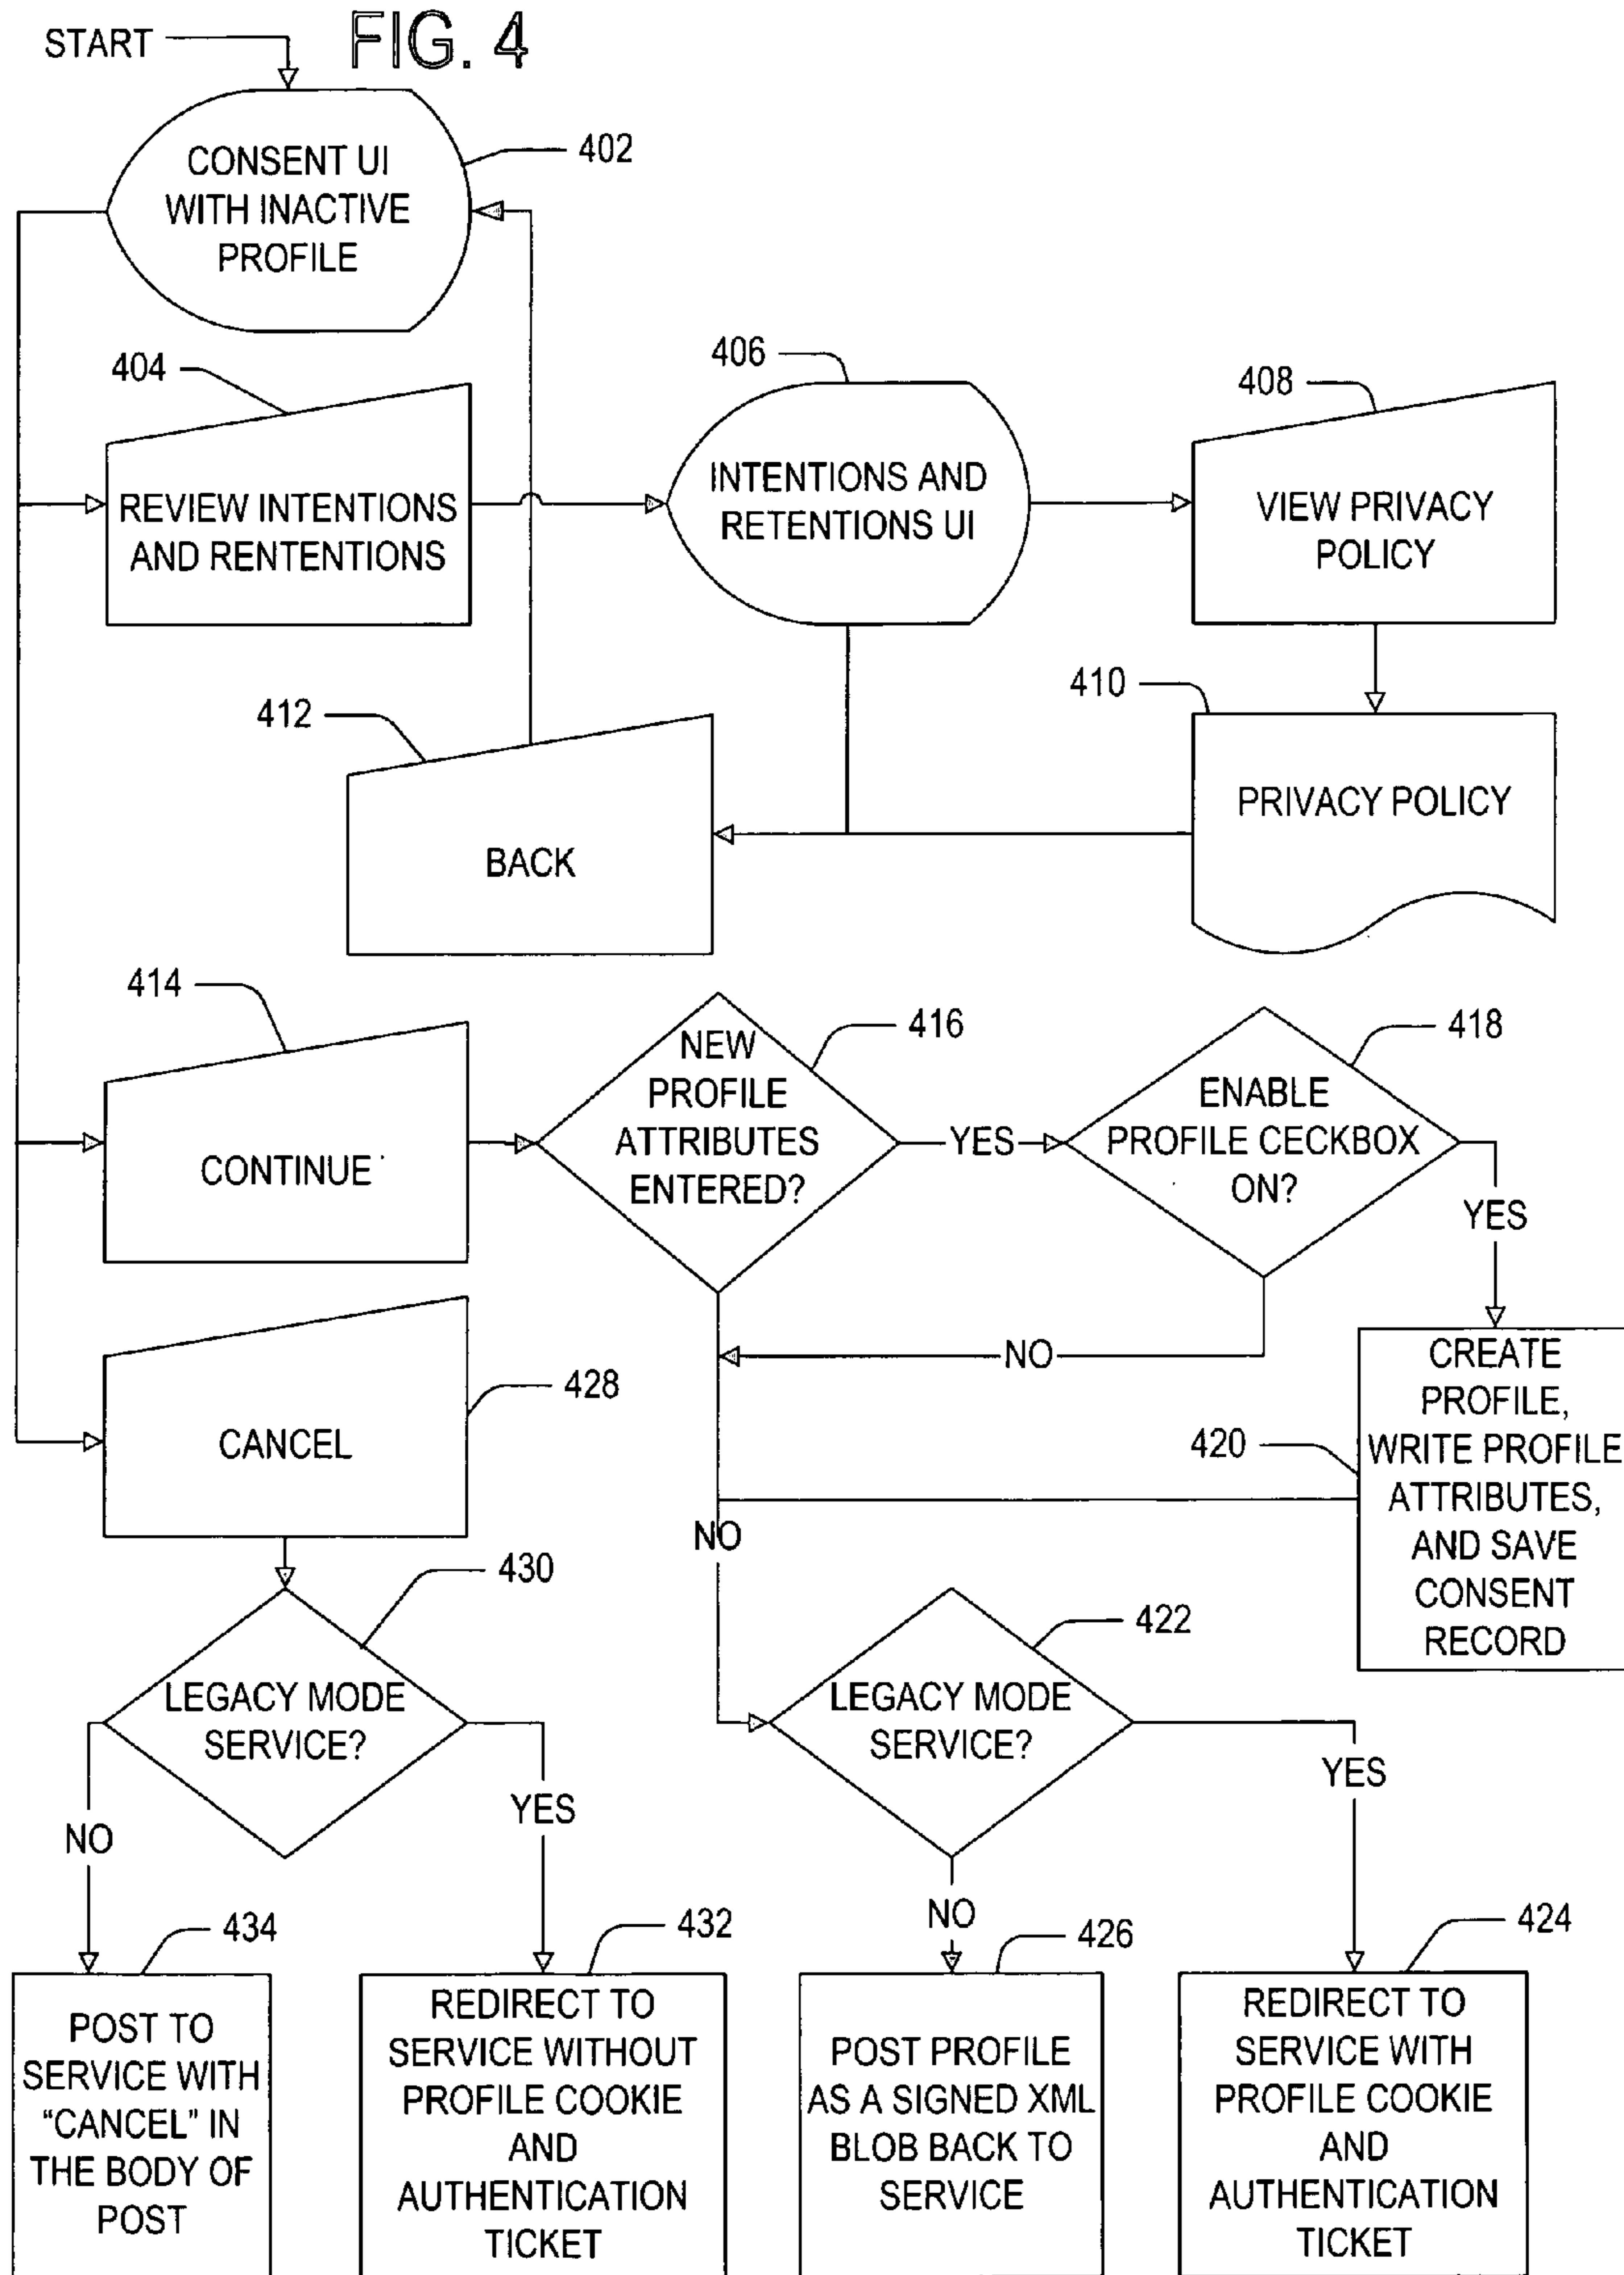 FIG. 4
START
CONSENT UI
WITH INACTIVE
PROFILE
402
404
REVIEW INTENTIONS
AND RENTENTIONS
406
INTENTIONS AND
RETENTIONS UI
408
VIEW PRIVACY
POLICY
410
PRIVACY POLICY
412
BACK
414
CONTINUE
416
NEW
PROFILE
ATTRIBUTES
ENTERED?
YES
418
ENABLE
PROFILE CECKBOX
ON?
YES
NO
420
CREATE
PROFILE,
WRITE PROFILE
ATTRIBUTES,
AND SAVE
CONSENT
RECORD
NO
428
CANCEL
430
LEGACY MODE
SERVICE?
NO
YES
422
LEGACY MODE
SERVICE?
NO
YES
434
POST TO
SERVICE WITH
“CANCEL” IN
THE BODY OF
POST
432
REDIRECT TO
SERVICE WITHOUT
PROFILE COOKIE
AND
AUTHENTICATION
TICKET
426
POST PROFILE
AS A SIGNED XML
BLOB BACK TO
SERVICE
424
REDIRECT TO
SERVICE WITH
PROFILE COOKIE
AND
AUTHENTICATION
TICKET